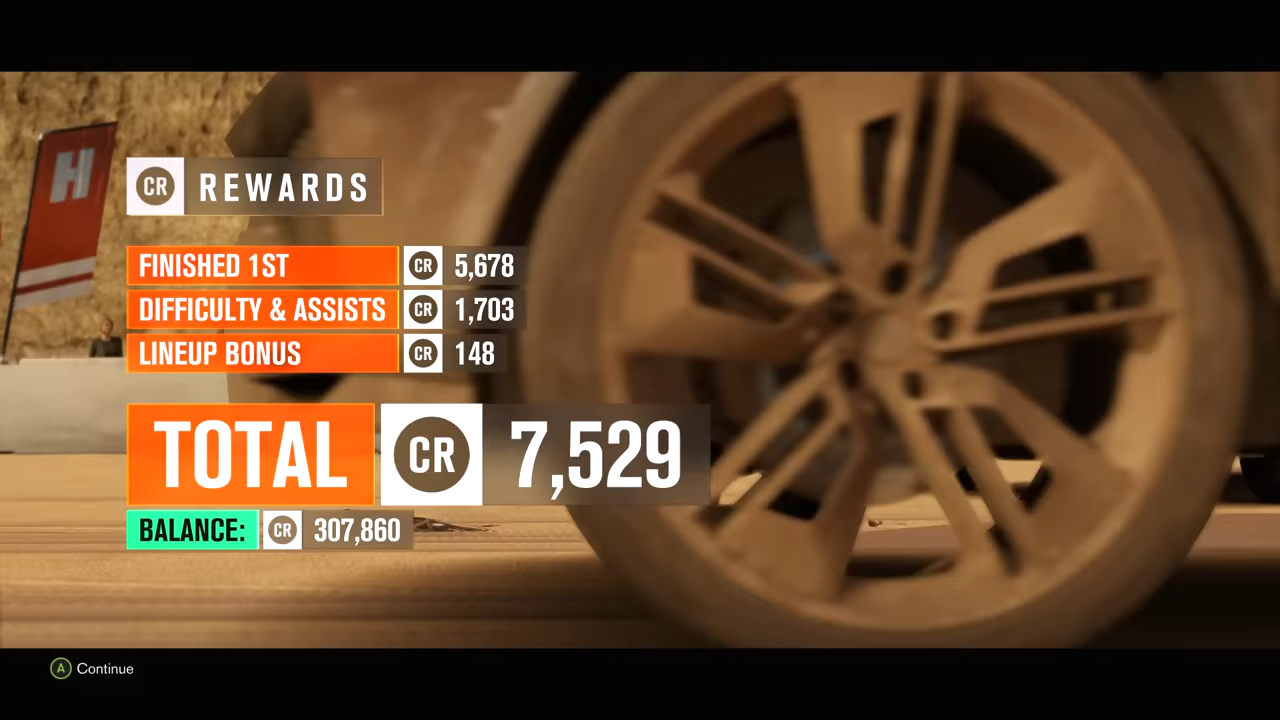 H
CR REWARDS
FINISHED 1ST CR 5,678
DIFFICULTY & ASSISTS CR 1,703
LINEUP BONUS CR 148
TOTAL CR 7,529
BALANCE: CR 307,860
A Continue